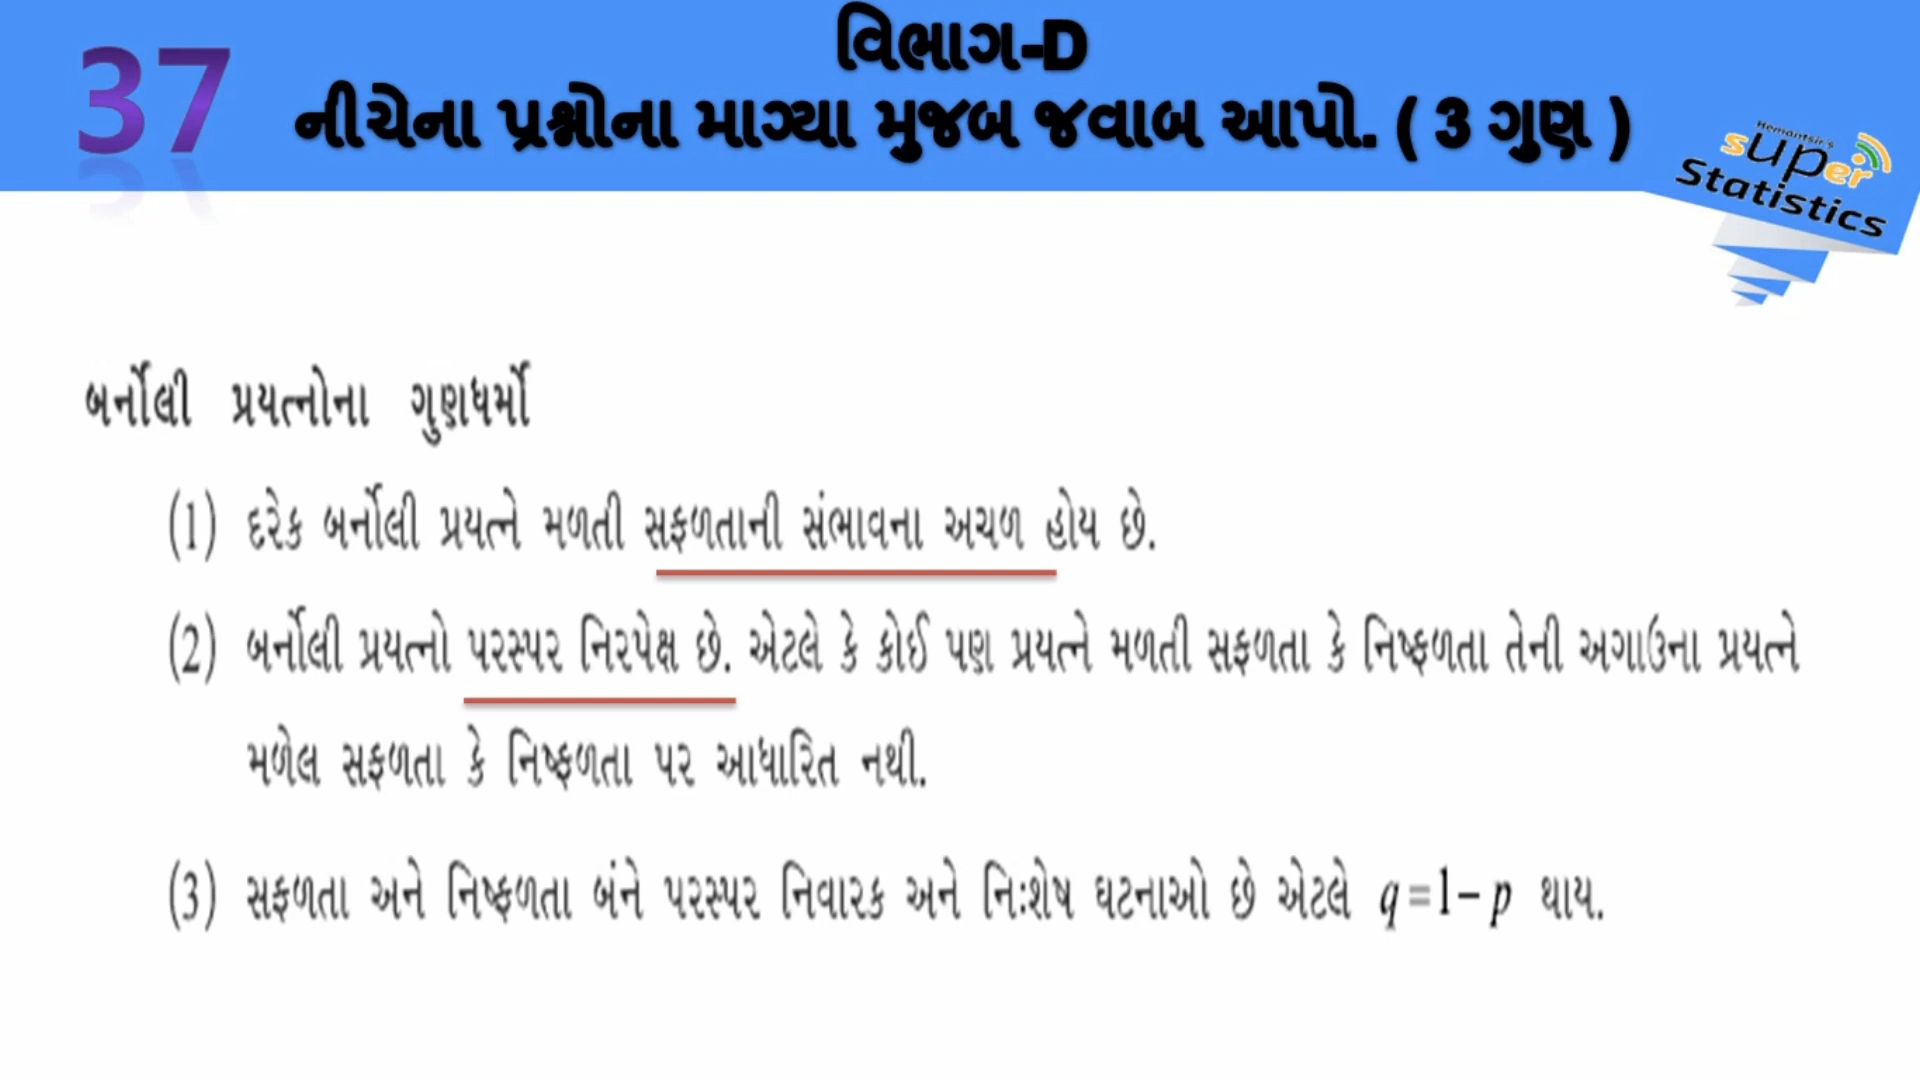 વિભાગ-D
37
નીચેના પ્રશ્નોના માગ્યા મુજબ જવાબ આપો. ( 3 ગુણ )
Hemantsir's
super
Statistics
બર્નોલી પ્રયત્નોના ગુણધર્મો
(1) દરેક બર્નોલી પ્રયત્ને મળતી સફળતાની સંભાવના અચળ હોય છે.
(2) બર્નોલી પ્રયત્નો પરસ્પર નિરપેક્ષ છે. એટલે કે કોઈ પણ પ્રયત્ને મળતી સફળતા કે નિષ્ફળતા તેની અગાઉના પ્રયત્ને
મળેલ સફળતા કે નિષ્ફળતા પર આધારિત નથી.
(3) સફળતા અને નિષ્ફળતા બંને પરસ્પર નિવારક અને નિઃશેષ ઘટનાઓ છે એટલે q = 1 – p થાય.